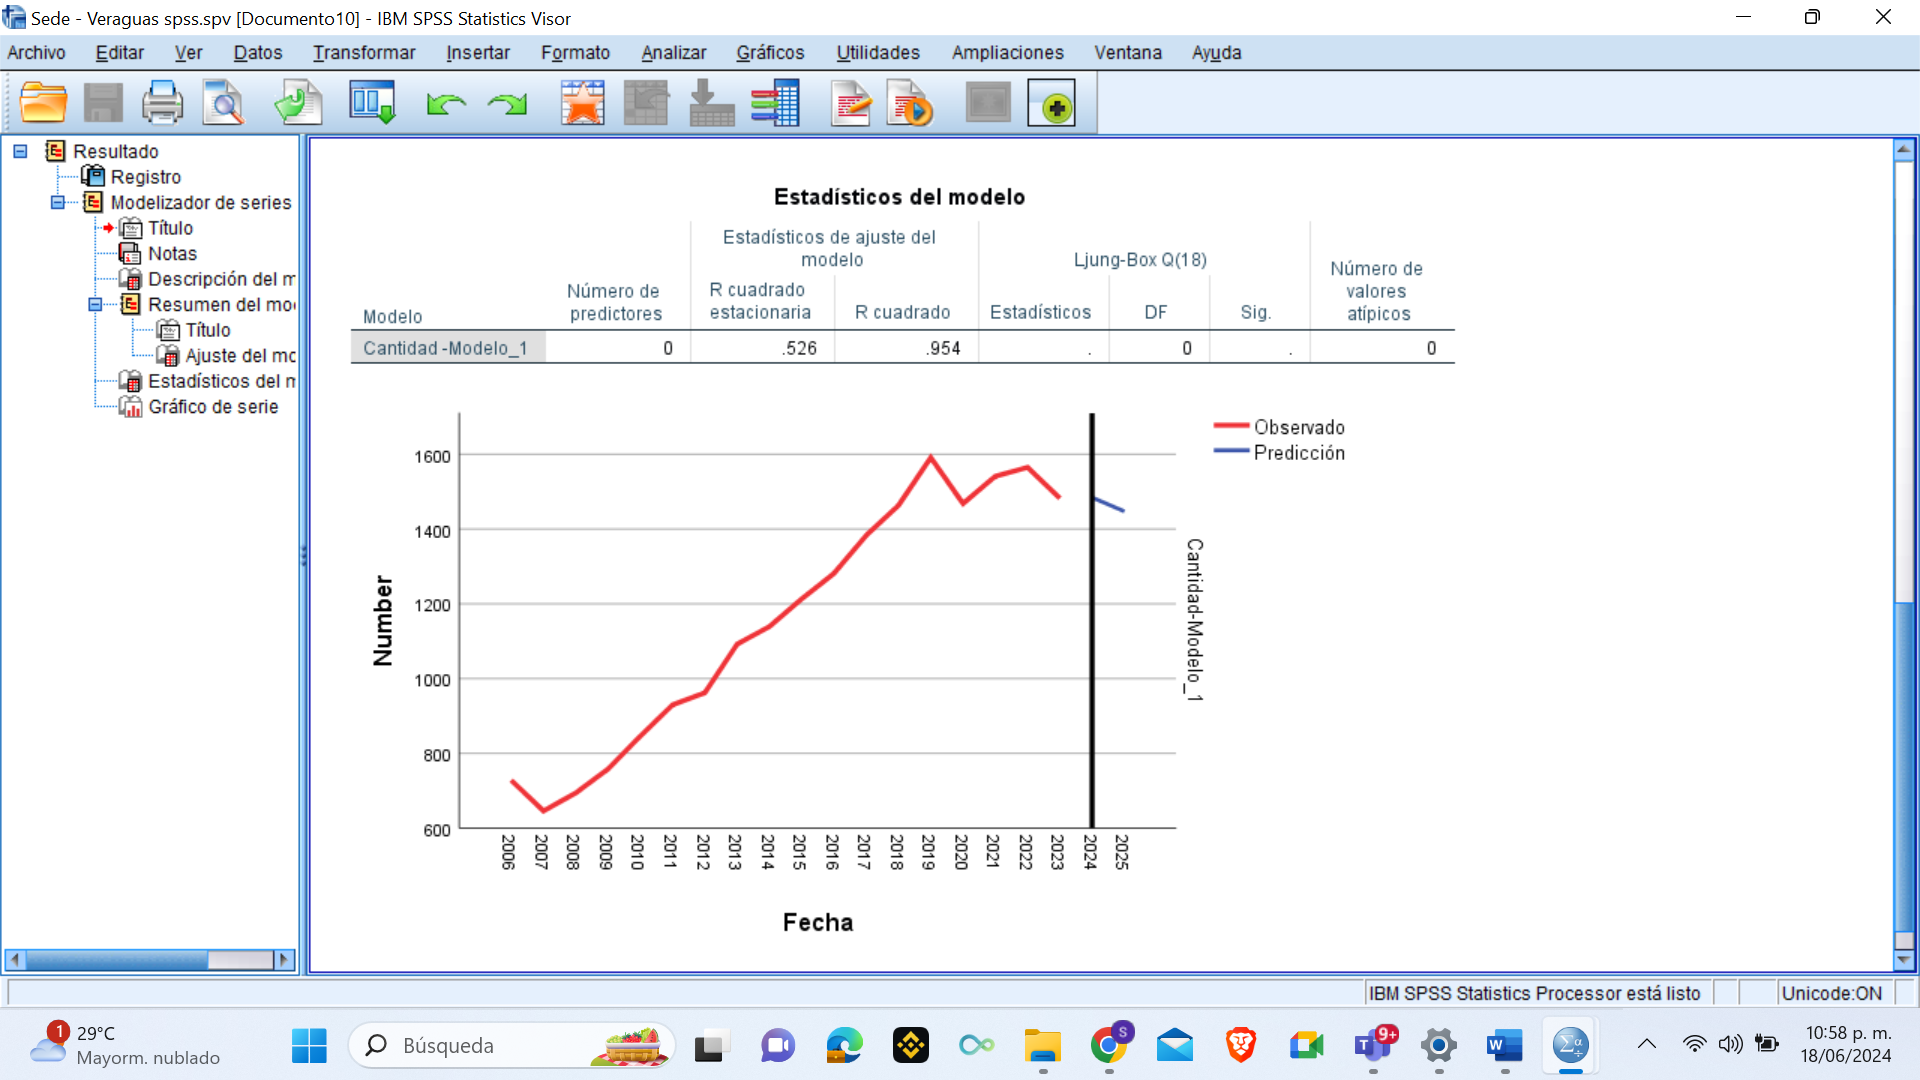 Sede - Veraguas spss.spv [Documento10] - IBM SPSS Statistics Visor
Archivo Editar Ver Datos Transformar Insertar Formato Analizar Gráficos Utilidades Ampliaciones Ventana Ayuda
Resultado
Registro
Modelizador de series
Título
Notas
Descripción del m
Resumen del mo
Título
Ajuste del mo
Estadísticos del m
Gráfico de serie
Estadísticos del modelo
Modelo
Número de
predictores
Estadísticos de ajuste del
modelo
R cuadrado
estacionaria
R cuadrado
Ljung-Box Q(18)
Estadísticos
DF
Sig.
Número de
valores
atípicos
Cantidad -Modelo_1 0 .526 .954 . 0 . 0
Observado
Predicción
1600
1400
1200
1000
800
600
Number
2006 2007 2008 2009 2010 2011 2012 2013 2014 2015 2016 2017 2018 2019 2020 2021 2022 2023 2024 2025
Fecha
Cantidad-Modelo_1
IBM SPSS Statistics Processor está listo
Unicode:ON
1
29°C
Mayorm. nublado
Búsqueda
S
9+
10:58 p. m.
18/06/2024